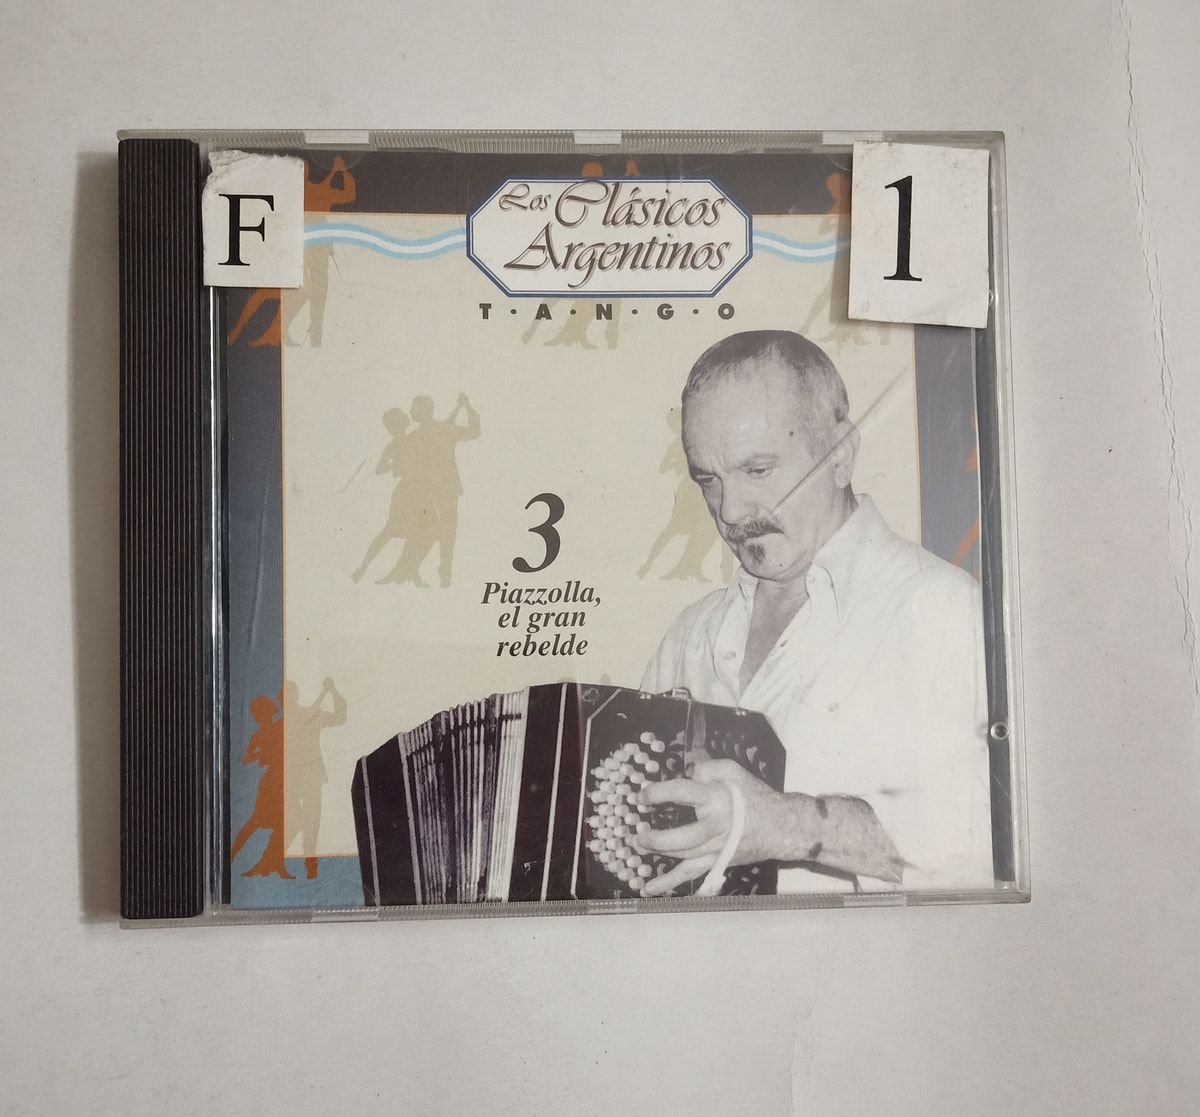 F
1
Los Clásicos
Argentinos
T·A·N·G·O
3
Piazzolla,
el gran
rebelde